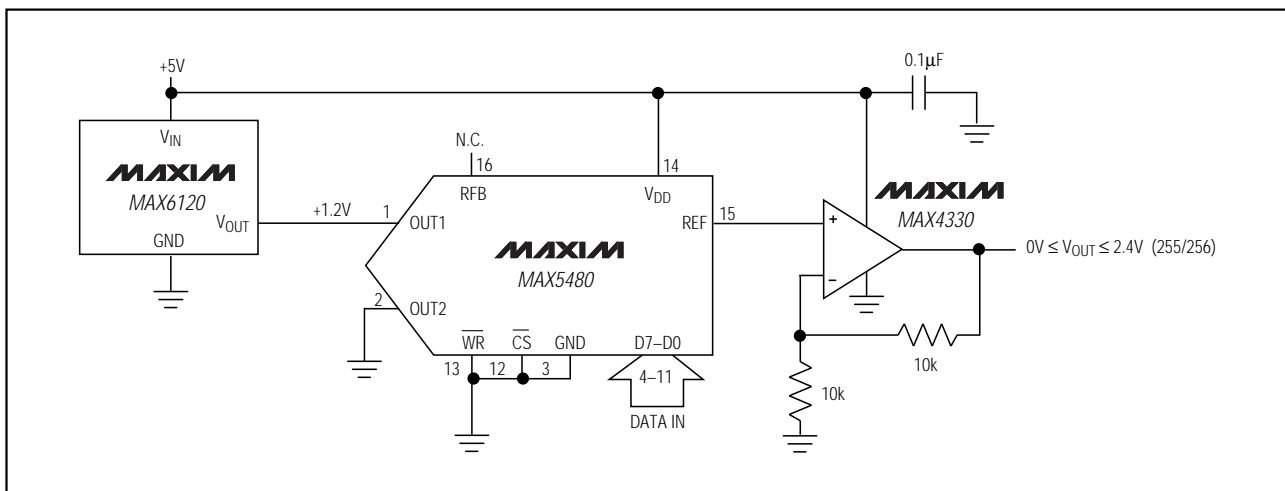 +5V
0.1µF
VIN
MAXIM
MAX6120
VOUT
GND
+1.2V
N.C.
16
RFB
14
VDD
1
OUT1
REF
15
MAXIM
MAX5480
2
OUT2
WR
CS
GND
D7–D0
13
12
3
4–11
DATA IN
MAXIM
MAX4330
+
–
0V ≤ VOUT ≤ 2.4V (255/256)
10k
10k